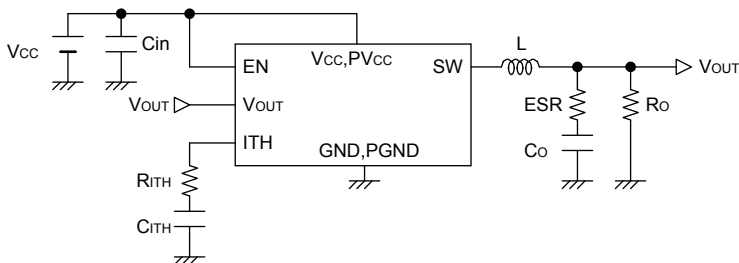 VCC
Cin
EN
VCC,PVCC
SW
L
VOUT
VOUT
VOUT
ESR
RO
ITH
GND,PGND
CO
RITH
CITH